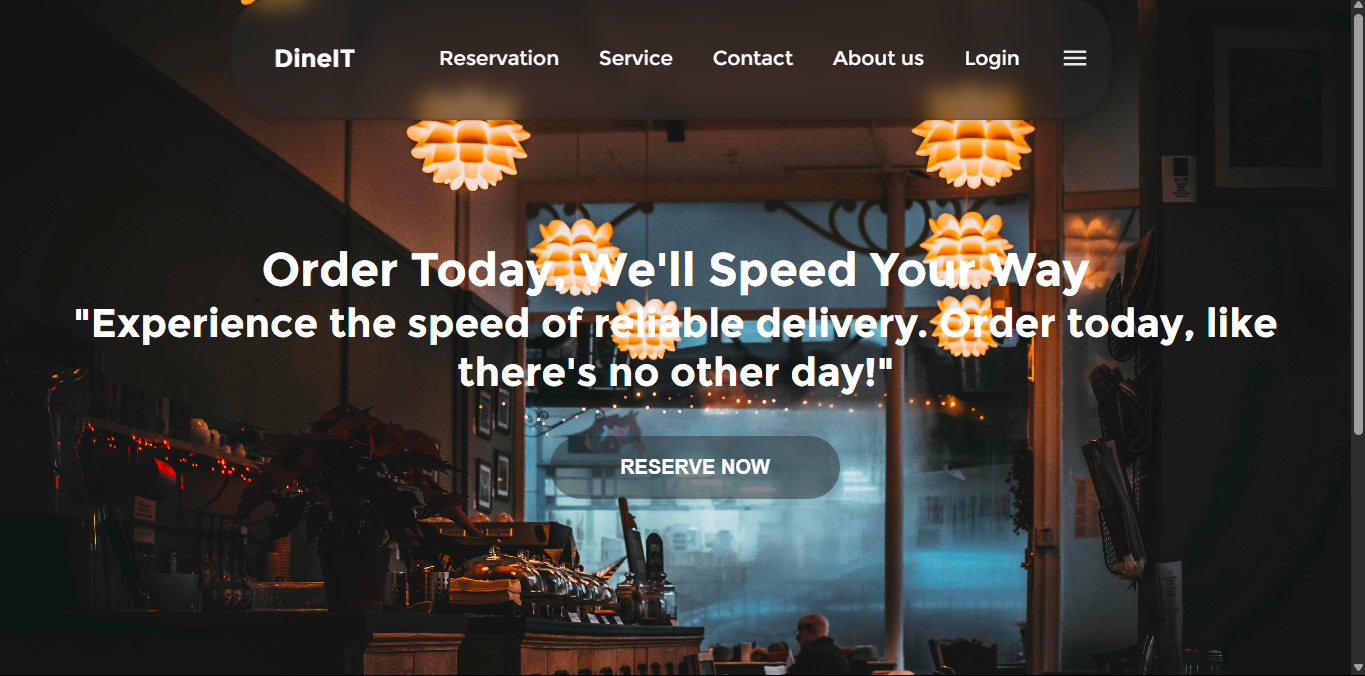 DineIT Reservation Service Contact About us Login
Order Today, We'll Speed Your Way
"Experience the speed of reliable delivery. Order today, like
there's no other day!"
RESERVE NOW